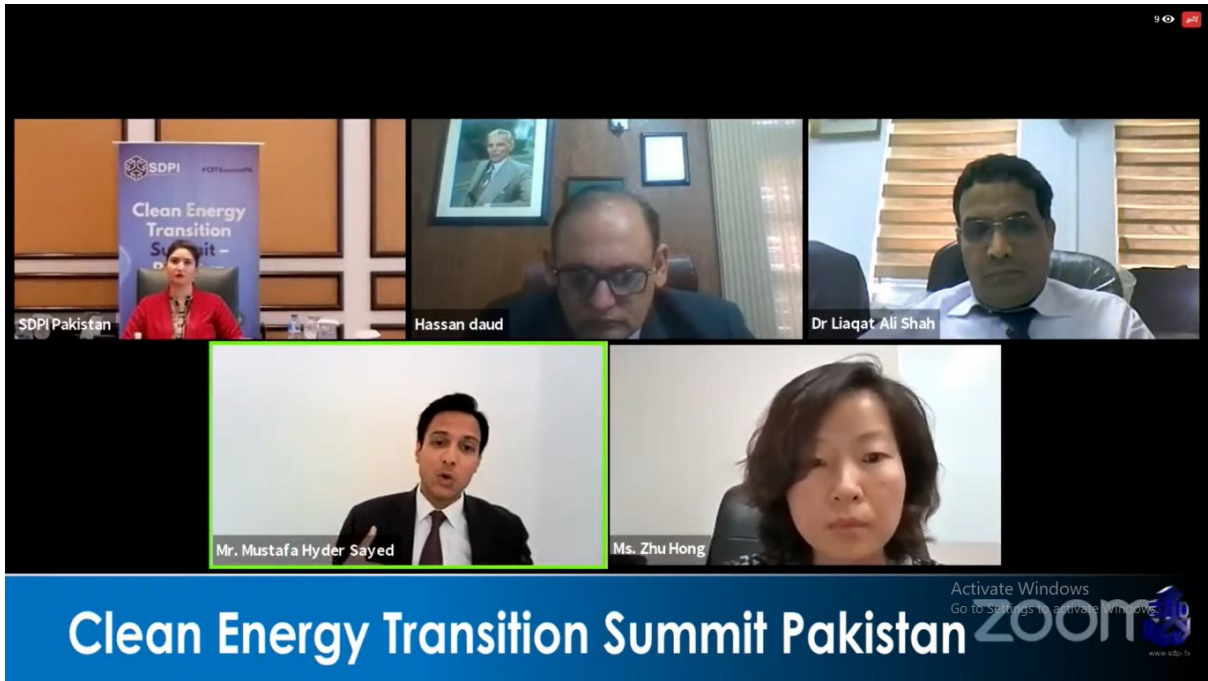 9
لائیو
SDPI
Clean Energy
Transition
Summit –
SDPI Pakistan
Hassan daud
Dr Liaqat Ali Shah
Mr. Mustafa Hyder Sayed
Ms. Zhu Hong
Activate Windows
Go to Settings to activate Windows.
zoom
Clean Energy Transition Summit Pakistan
www.sdpi.tv